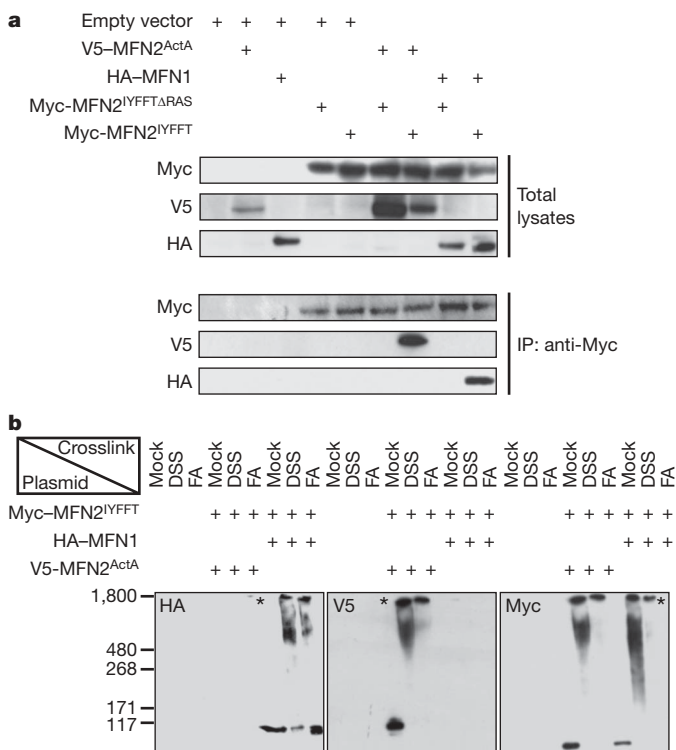 a
Empty vector + + + + +
V5–MFN2ActA + + +
HA–MFN1 + + +
Myc-MFN2IYFFTΔRAS + + +
Myc-MFN2IYFFT + + +
Myc
V5
HA
Total
lysates
Myc
V5
HA
IP: anti-Myc
b
Crosslink
Plasmid
Mock DSS FA Mock DSS FA Mock DSS FA Mock DSS FA Mock DSS FA Mock DSS FA Mock DSS FA Mock DSS FA Mock DSS FA
Myc–MFN2IYFFT + + + + + + + + + + + + + + + + + +
HA–MFN1 + + + + + + + + +
V5-MFN2ActA + + + + + + + + +
1,800
480
268
171
117
HA *
V5 *
Myc *